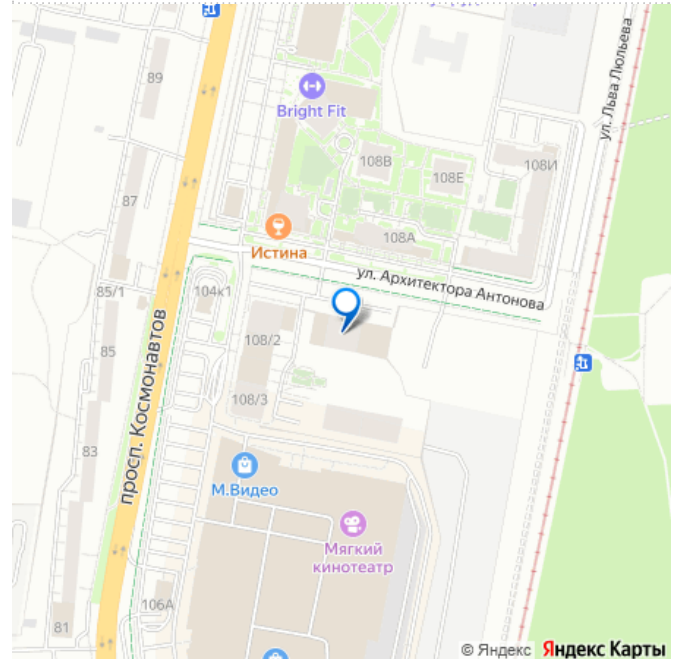 89
Bright Fit
ул. Льва Люльева
108В
108Е
108И
87
Истина
108А
ул. Архитектора Антонова
85/1
104к1
просп. Космонавтов
85
108/2
108/3
83
М.Видео
Мягкий
кинотеатр
106А
81
© Яндекс Яндекс Карты